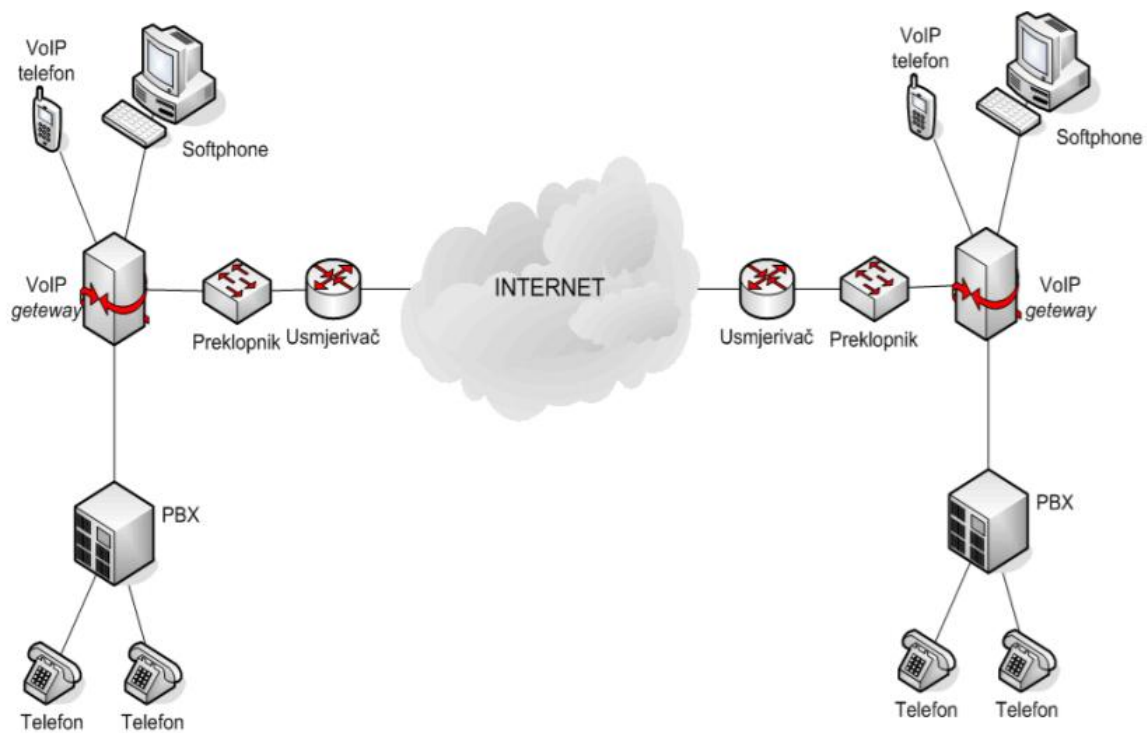 VoIP
telefon
Softphone
VoIP
geteway
Preklopnik
Usmjerivač
PBX
Telefon
Telefon
INTERNET
VoIP
telefon
Softphone
Usmjerivač
Preklopnik
VoIP
geteway
PBX
Telefon
Telefon